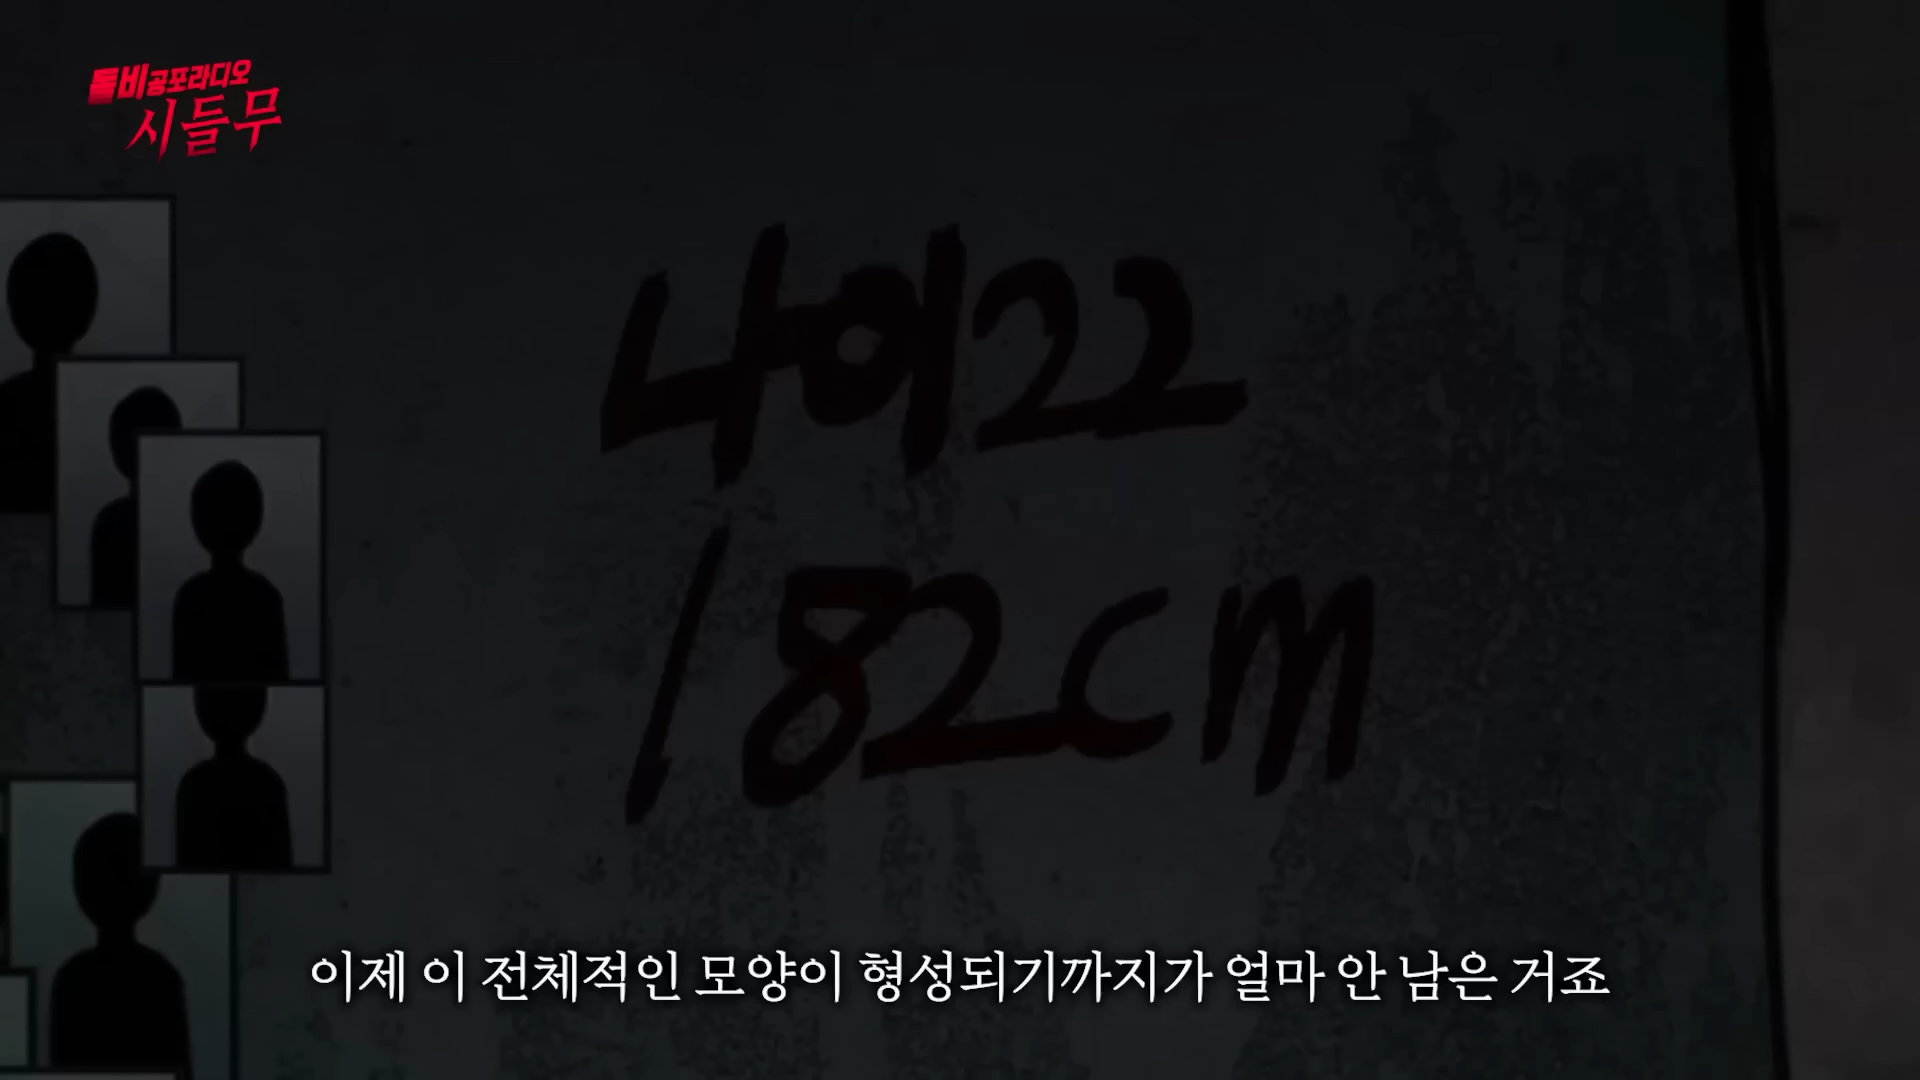 돌비공포라디오
시들무
나이22
182cm
이제 이 전체적인 모양이 형성되기까지가 얼마 안 남은 거죠